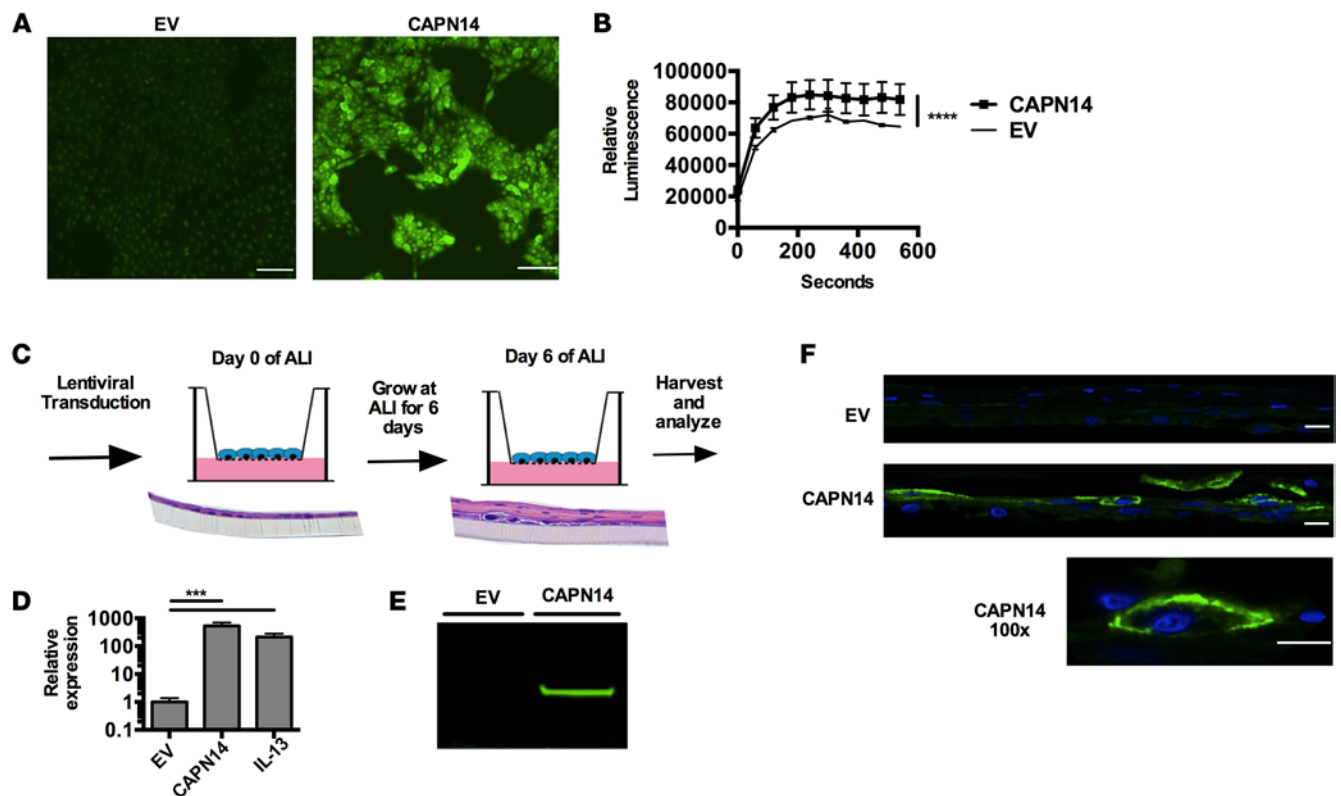 A
EV
CAPN14
B
Relative
Luminescence
100000
80000
60000
40000
20000
0
0
200
400
600
Seconds
****
CAPN14
EV
C
Lentiviral
Transduction
Day 0 of ALI
Grow at
ALI for 6
days
Day 6 of ALI
Harvest
and
analyze
D
Relative
expression
1000
100
10
1
0.1
***
EV
CAPN14
IL-13
E
EV
CAPN14
F
EV
CAPN14
CAPN14
100x